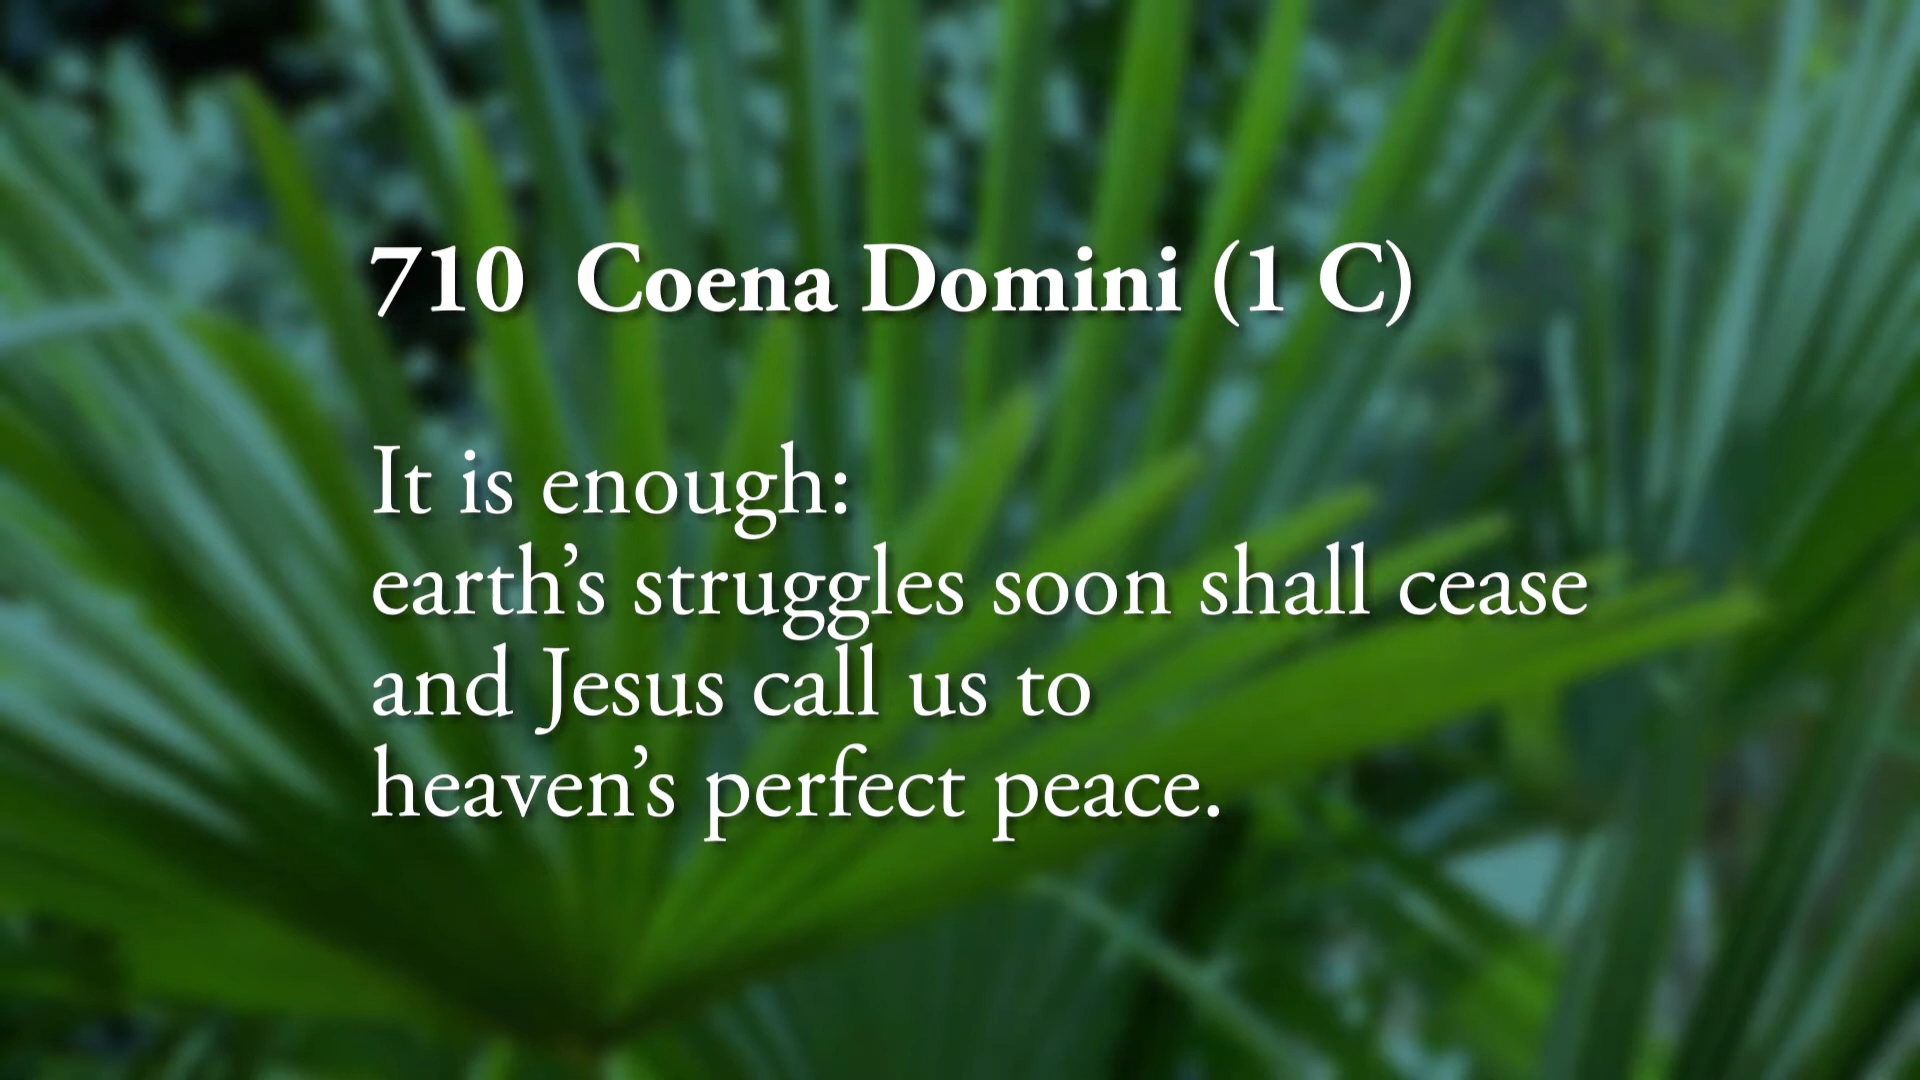 710 Coena Domini (1 C)
It is enough:
earth’s struggles soon shall cease
and Jesus call us to
heaven’s perfect peace.